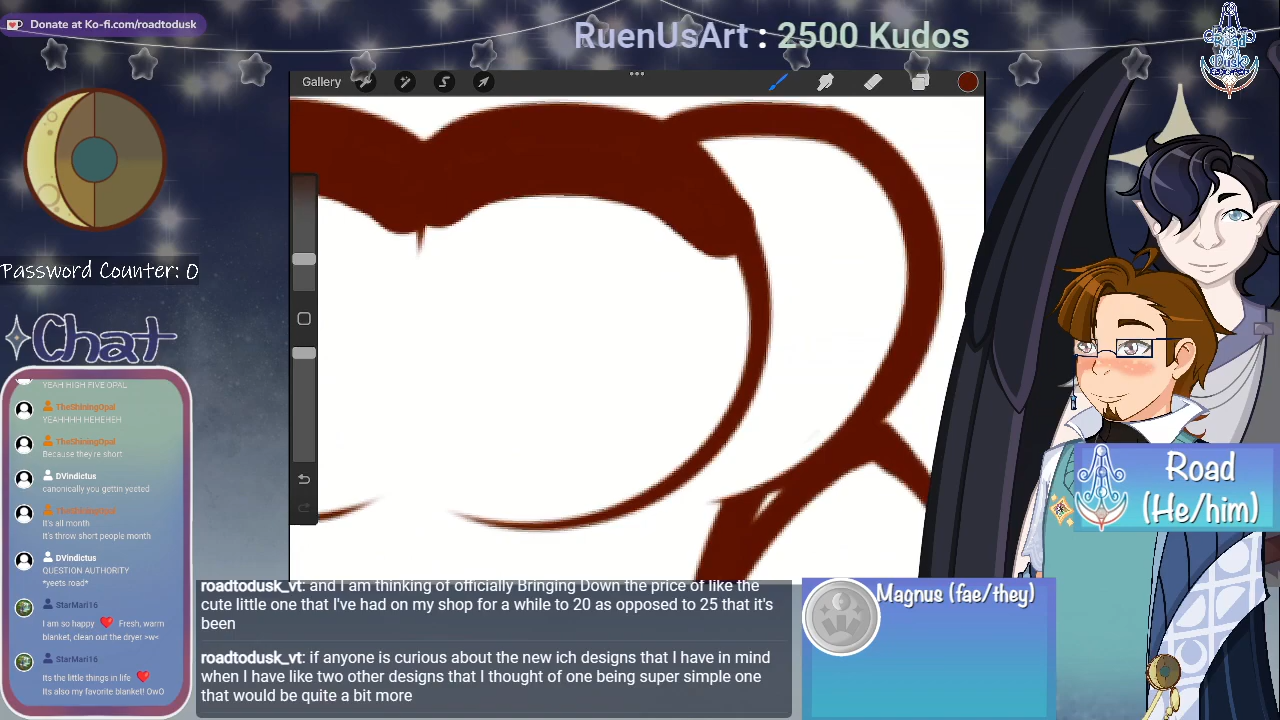 Donate at Ko-fi.com/roadtodusk
RuenUsArt : 2500 Kudos
Road
Dusk
Gallery
Password Counter: 0
Chat
YEAH HIGH FIVE OPAL
TheShiningOpal
YEAHHHH HEHEHEH
TheShiningOpal
Because they're short
DVindictus
canonically you gettin yeeted
TheShiningOpal
It's all month
It's throw short people month
DVindictus
QUESTION AUTHORITY
*yeets road*
StarMari16
I am so happy ❤️ Fresh, warm
blanket, clean out the dryer >w<
StarMari16
Its the little things in life ❤️
Its also my favorite blanket! OwO
roadtodusk_vt: and I am thinking of officially Bringing Down the price of like the
cute little one that I've had on my shop for a while to 20 as opposed to 25 that it's
been
roadtodusk_vt: if anyone is curious about the new ich designs that I have in mind
when I have like two other designs that I thought of one being super simple one
that would be quite a bit more
Magnus (fae/they)
Road
(He/him)